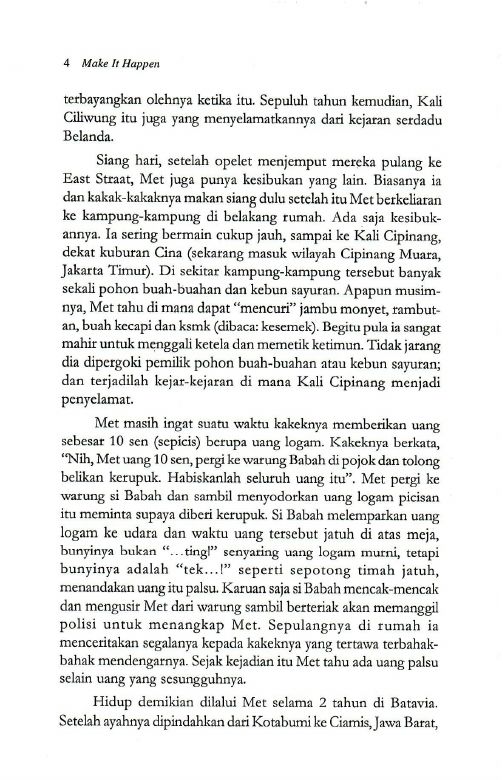 4 Make It Happen
terbayangkan olehnya ketika itu. Sepuluh tahun kemudian, Kali
Ciliwung itu juga yang menyelamatkannya dari kejaran serdadu
Belanda.
Siang hari, setelah opelet menjemput mereka pulang ke
East Straat, Met juga punya kesibukan yang lain. Biasanya ia
dan kakak-kakaknya makan siang dulu setelah itu Met berkeliaran
ke kampung-kampung di belakang rumah. Ada saja kesibuk-
annya. Ia sering bermain cukup jauh, sampai ke Kali Cipinang,
dekat kuburan Cina (sekarang masuk wilayah Cipinang Muara,
Jakarta Timur). Di sekitar kampung-kampung tersebut banyak
sekali pohon buah-buahan dan kebun sayuran. Apapun musim-
nya, Met tahu di mana dapat “mencuri” jambu monyet, rambut-
an, buah kecapi dan ksmk (dibaca: kesemek). Begitu pula ia sangat
mahir untuk menggali ketela dan memetik ketimun. Tidak jarang
dia dipergoki pemilik pohon buah-buahan atau kebun sayuran;
dan terjadilah kejar-kejaran di mana Kali Cipinang menjadi
penyelamat.
Met masih ingat suatu waktu kakeknya memberikan uang
sebesar 10 sen (sepicis) berupa uang logam. Kakeknya berkata,
“Nih, Met uang 10 sen, pergi ke warung Babah di pojok dan tolong
belikan kerupuk. Habiskanlah seluruh uang itu”. Met pergi ke
warung si Babah dan sambil menyodorkan uang logam picisan
itu meminta supaya diberi kerupuk. Si Babah melemparkan uang
logam ke udara dan waktu uang tersebut jatuh di atas meja,
bunyinya bukan “...ting!” senyaring uang logam murni, tetapi
bunyinya adalah “tek...!” seperti sepotong timah jatuh,
menandakan uang itu palsu. Karuan saja si Babah mencak-mencak
dan mengusir Met dari warung sambil berteriak akan memanggil
polisi untuk menangkap Met. Sepulangnya di rumah ia
menceritakan segalanya kepada kakeknya yang tertawa terbahak-
bahak mendengarnya. Sejak kejadian itu Met tahu ada uang palsu
selain uang yang sesungguhnya.
Hidup demikian dilalui Met selama 2 tahun di Batavia.
Setelah ayahnya dipindahkan dari Kotabumi ke Ciamis, Jawa Barat,